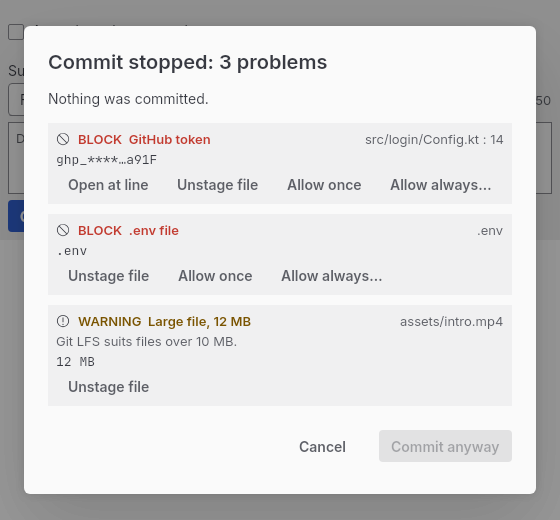 Su
50
Commit stopped: 3 problems
Nothing was committed.
BLOCK GitHub token src/login/Config.kt : 14
ghp_****…a91F
Open at line Unstage file Allow once Allow always…
BLOCK .env file .env
.env
Unstage file Allow once Allow always…
WARNING Large file, 12 MB assets/intro.mp4
Git LFS suits files over 10 MB.
12 MB
Unstage file
Cancel Commit anyway